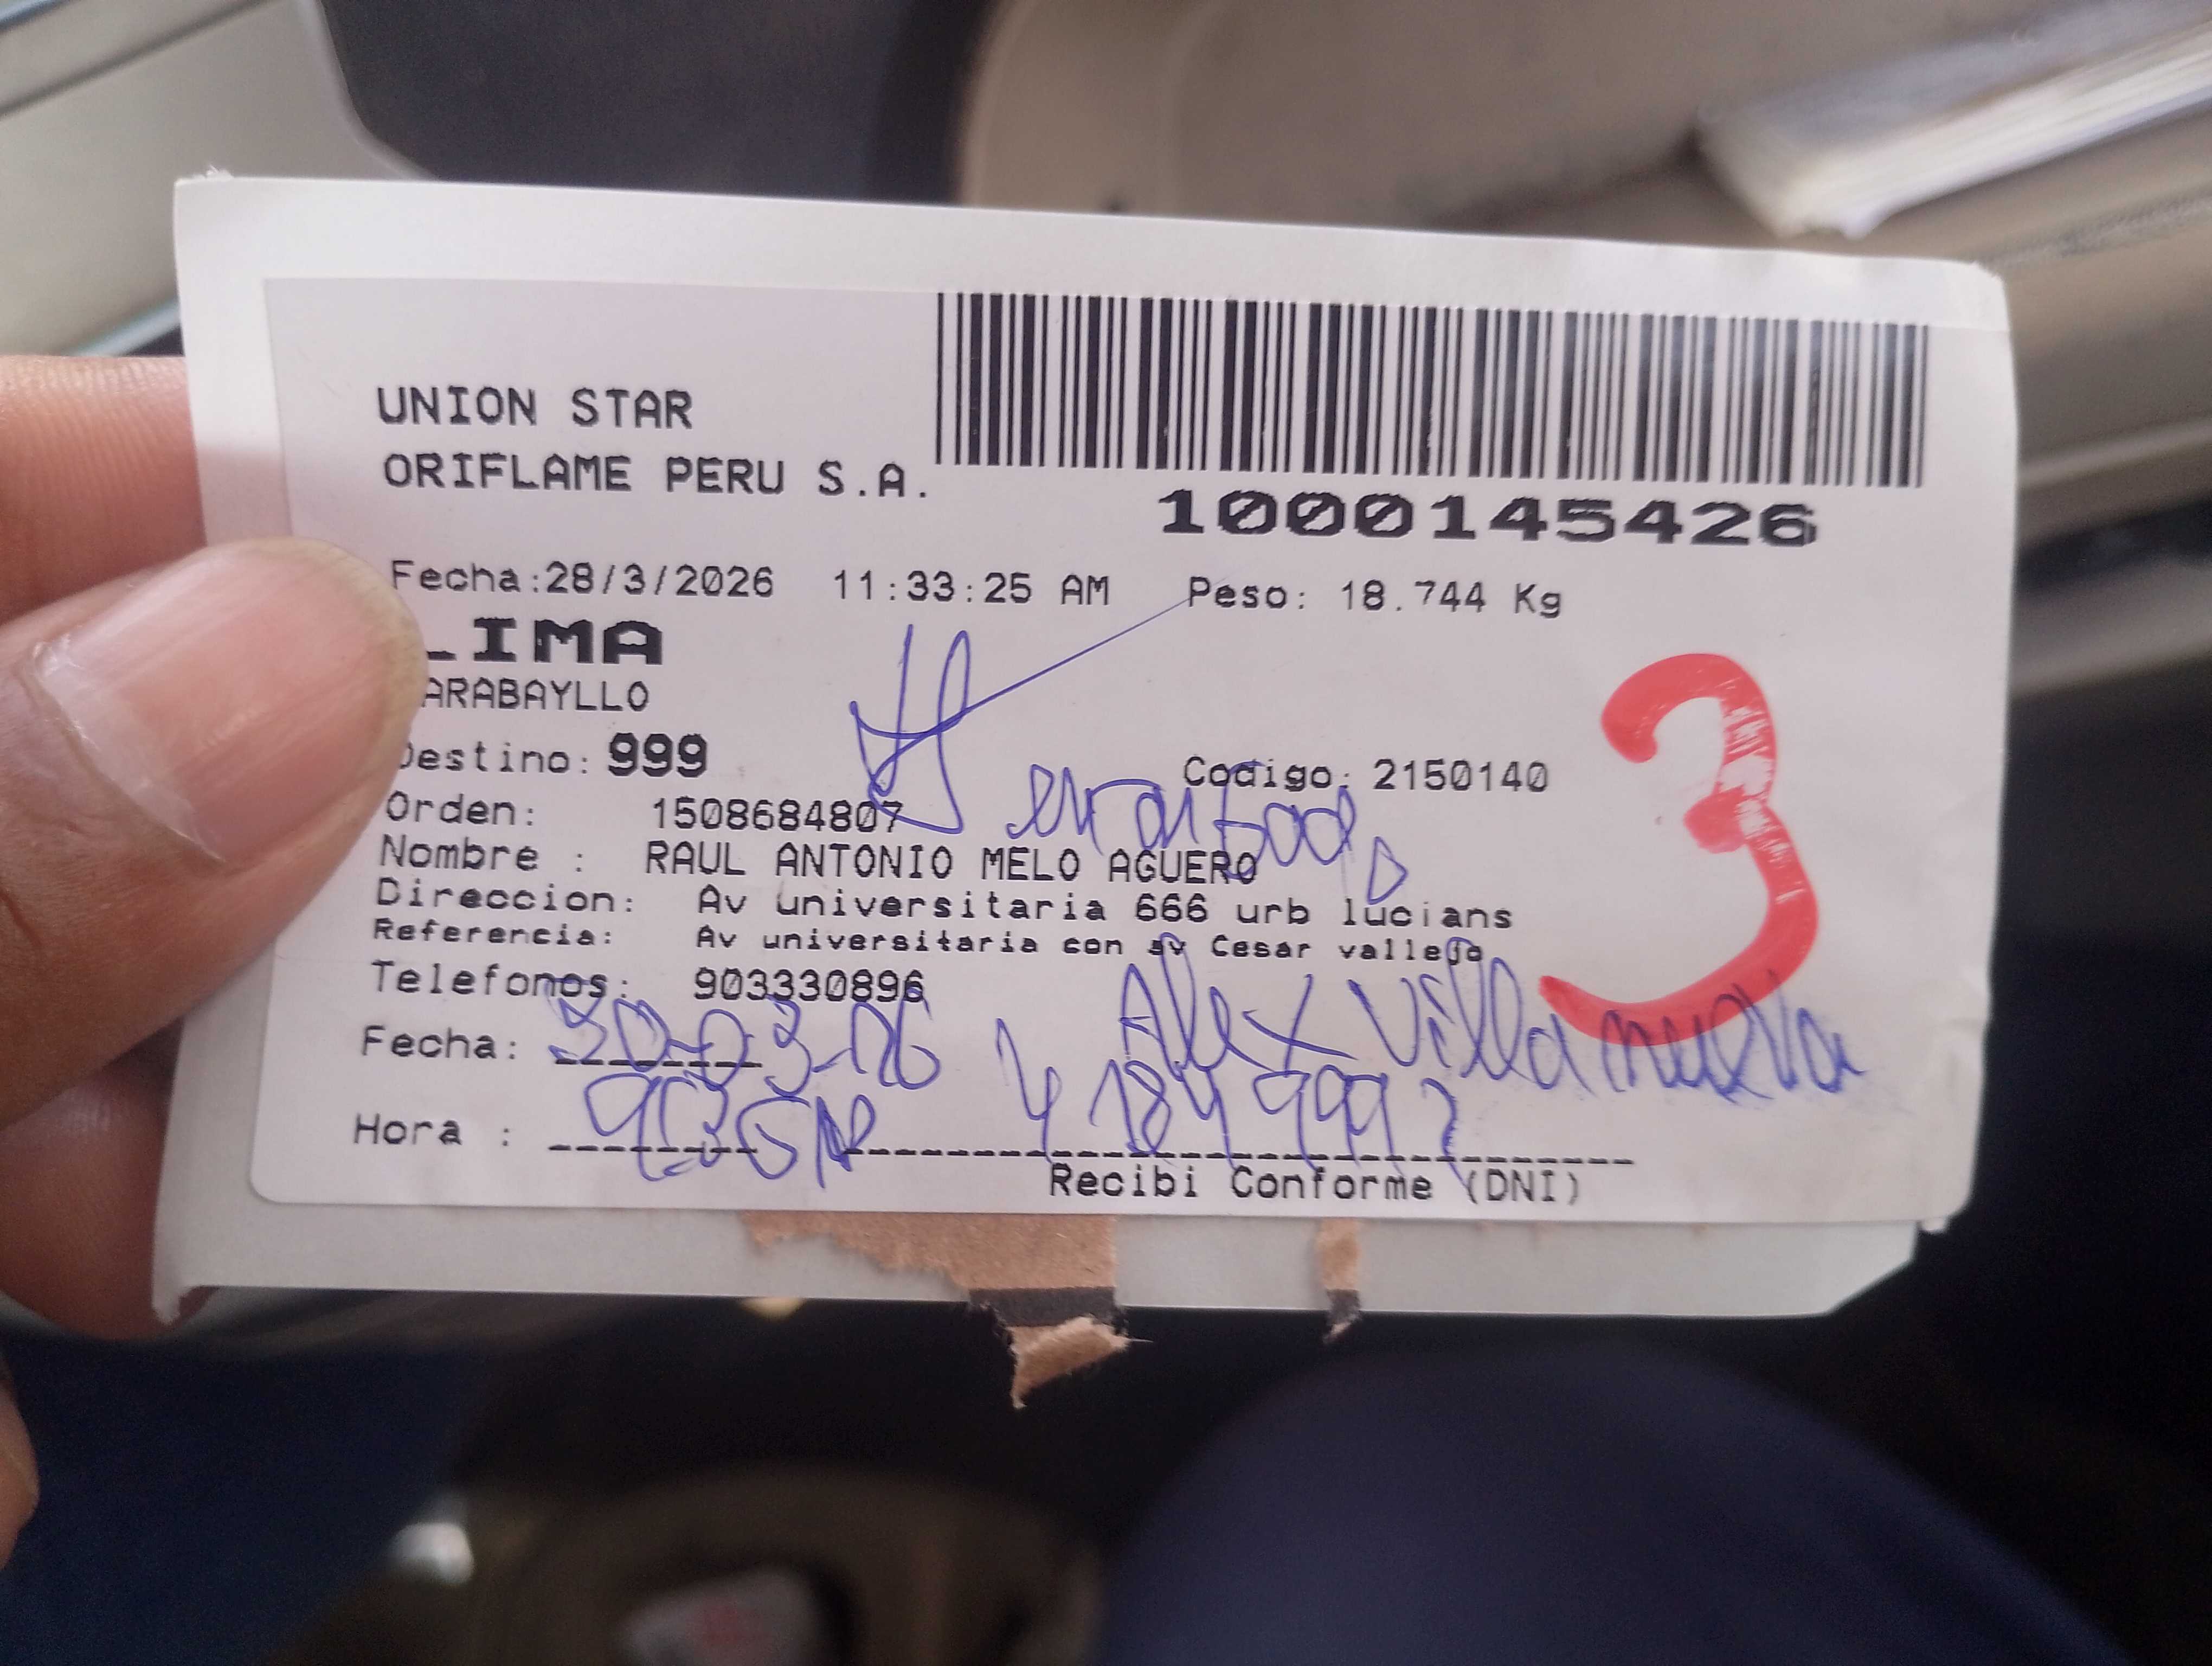 UNION STAR
ORIFLAME PERU S.A.
1000145426
Fecha:28/3/2026 11:33:25 AM Peso: 18.744 Kg
LIMA
ARABAYLLO
Destino: 999 Codigo: 2150140
3
Orden: 1508684807
Nombre : RAUL ANTONIO MELO AGUERO
Direccion: Av universitaria 666 urb lucians
Referencia: Av universitaria con av Cesar vallejo
Telefonos: 903330896
Alex Villanueva
Fecha: 30-03-26
Hora :
Recibi Conforme (DNI)